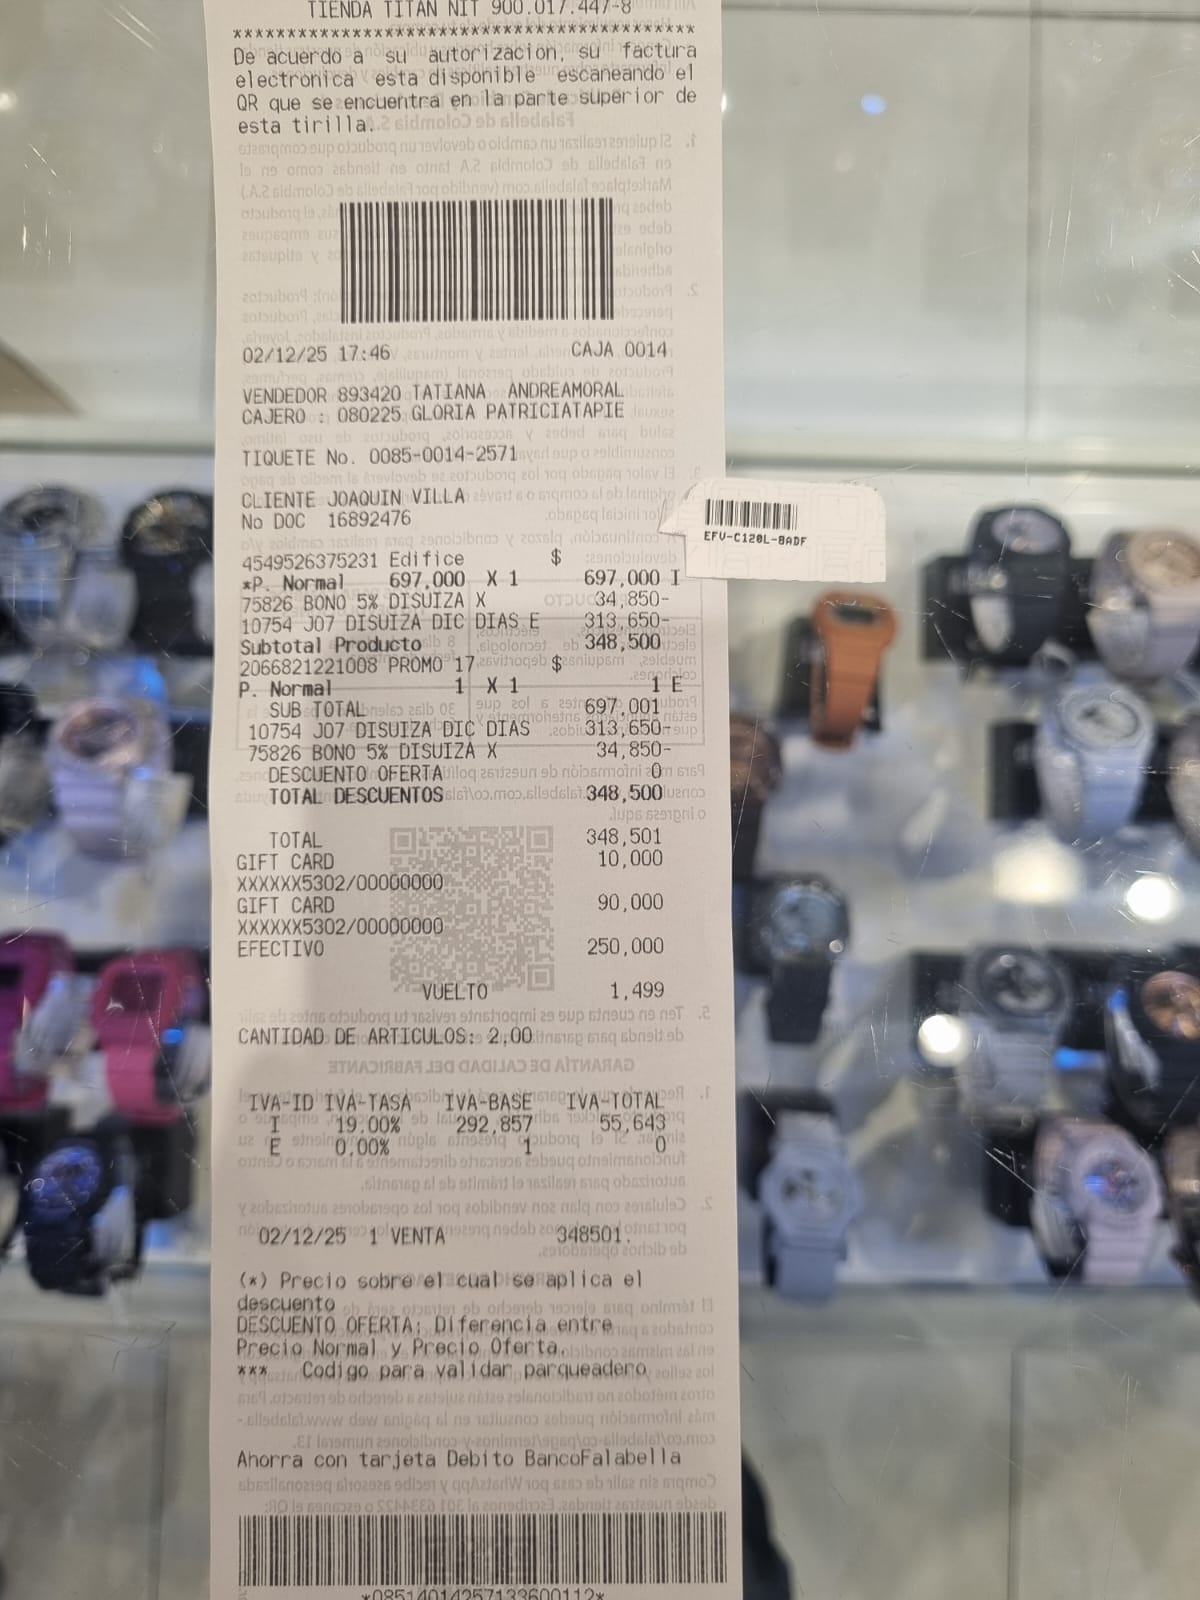 TIENDA TITAN NIT 900.017.447-8
******************************************
De acuerdo a su autorizacion, su factura
electronica esta disponible escaneando el
QR que se encuentra en la parte superior de
esta tirilla.
02/12/25 17:46 CAJA 0014
VENDEDOR 893420 TATIANA ANDREAMORAL
CAJERO : 080225 GLORIA PATRICIATAPIE
TIQUETE No. 0085-0014-2571
CLIENTE JOAQUIN VILLA
No DOC 16892476
EFV-C120L-8ADF
4549526375231 Edifice $
*P. Normal 697,000 X 1 697,000 I
75826 BONO 5% DISUIZA X 34,850-
10754 J07 DISUIZA DIC DIAS E 313,650-
Subtotal Producto 348,500
2066821221008 PROMO 17 $
P. Normal 1 X 1 1 E
SUB TOTAL 697,001
10754 J07 DISUIZA DIC DIAS 313,650-
75826 BONO 5% DISUIZA X 34,850-
DESCUENTO OFERTA 0
TOTAL DESCUENTOS 348,500
TOTAL 348,501
GIFT CARD 10,000
XXXXXX5302/00000000
GIFT CARD 90,000
XXXXXX5302/00000000
EFECTIVO 250,000
VUELTO 1,499
CANTIDAD DE ARTICULOS: 2,00
IVA-ID IVA-TASA IVA-BASE IVA-TOTAL
I 19.00% 292,857 55,643
E 0.00% 1 0
02/12/25 1 VENTA 348501.
(*) Precio sobre el cual se aplica el
descuento
DESCUENTO OFERTA: Diferencia entre
Precio Normal y Precio Oferta.
*** Codigo para validar parqueadero
Ahorra con tarjeta Debito BancoFalabella
*0851401425713360011​2*